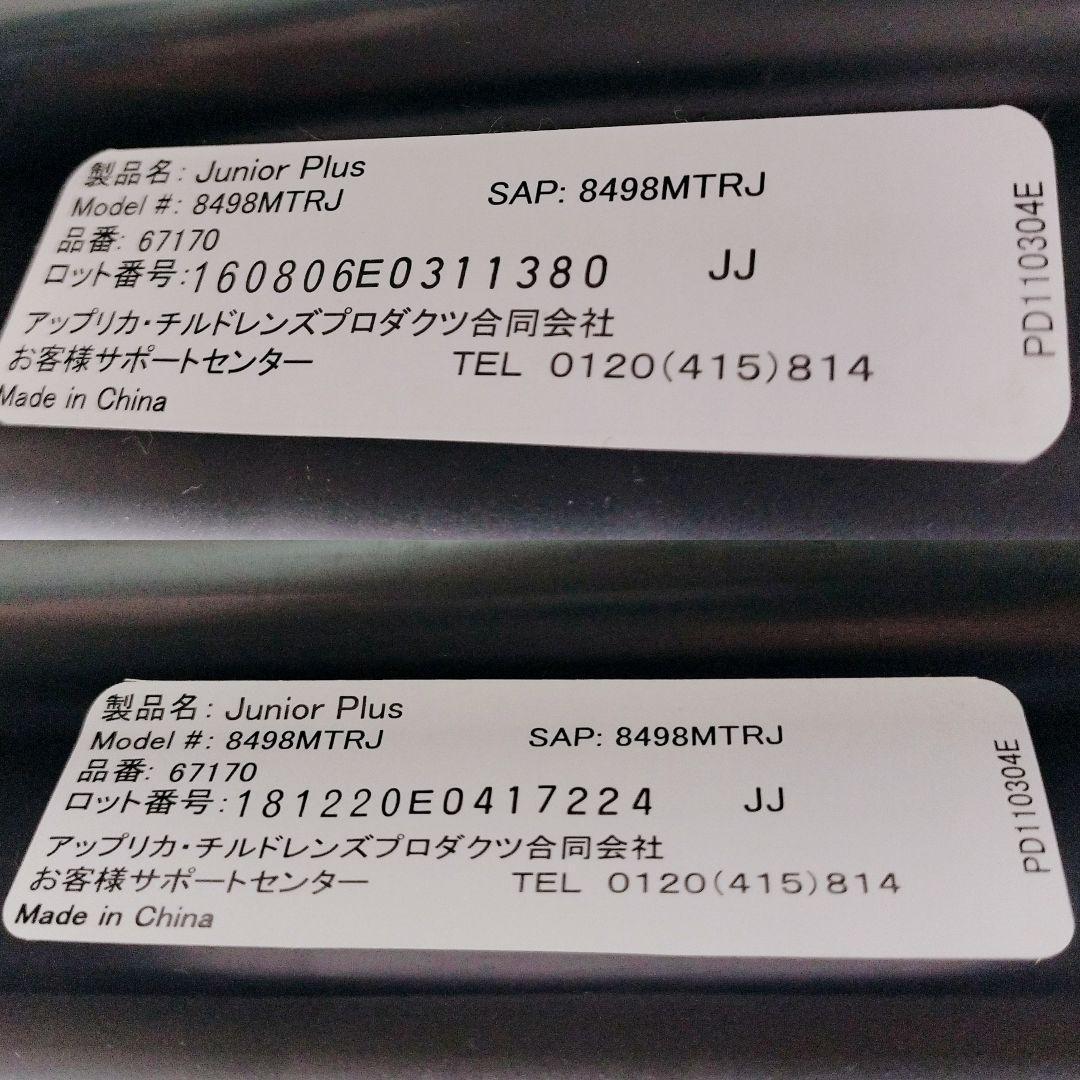 製品名: Junior Plus
Model #: 8498MTRJ SAP: 8498MTRJ
品番: 67170
ロット番号:160806E0311380 JJ
アップリカ・チルドレンズプロダクツ合同会社
お客様サポートセンター TEL 0120(415)814
Made in China
PD110304E
製品名: Junior Plus
Model #: 8498MTRJ SAP: 8498MTRJ
品番: 67170
ロット番号:181220E0417224 JJ
アップリカ・チルドレンズプロダクツ合同会社
お客様サポートセンター TEL 0120(415)814
Made in China
PD110304E